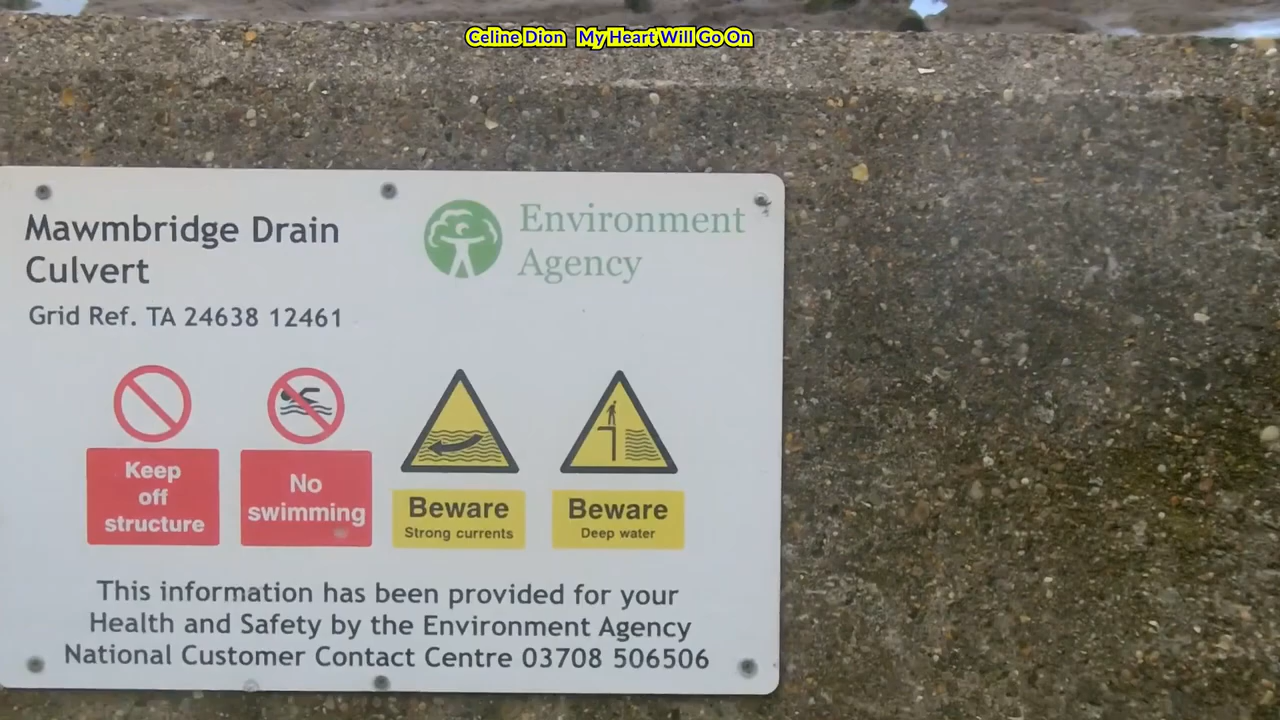 Celine Dion   My Heart Will Go On
Mawmbridge Drain
Culvert
Grid Ref. TA 24638 12461
Environment
Agency
Keep
off
structure
No
swimming
Beware
Strong currents
Beware
Deep water
This information has been provided for your
Health and Safety by the Environment Agency
National Customer Contact Centre 03708 506506